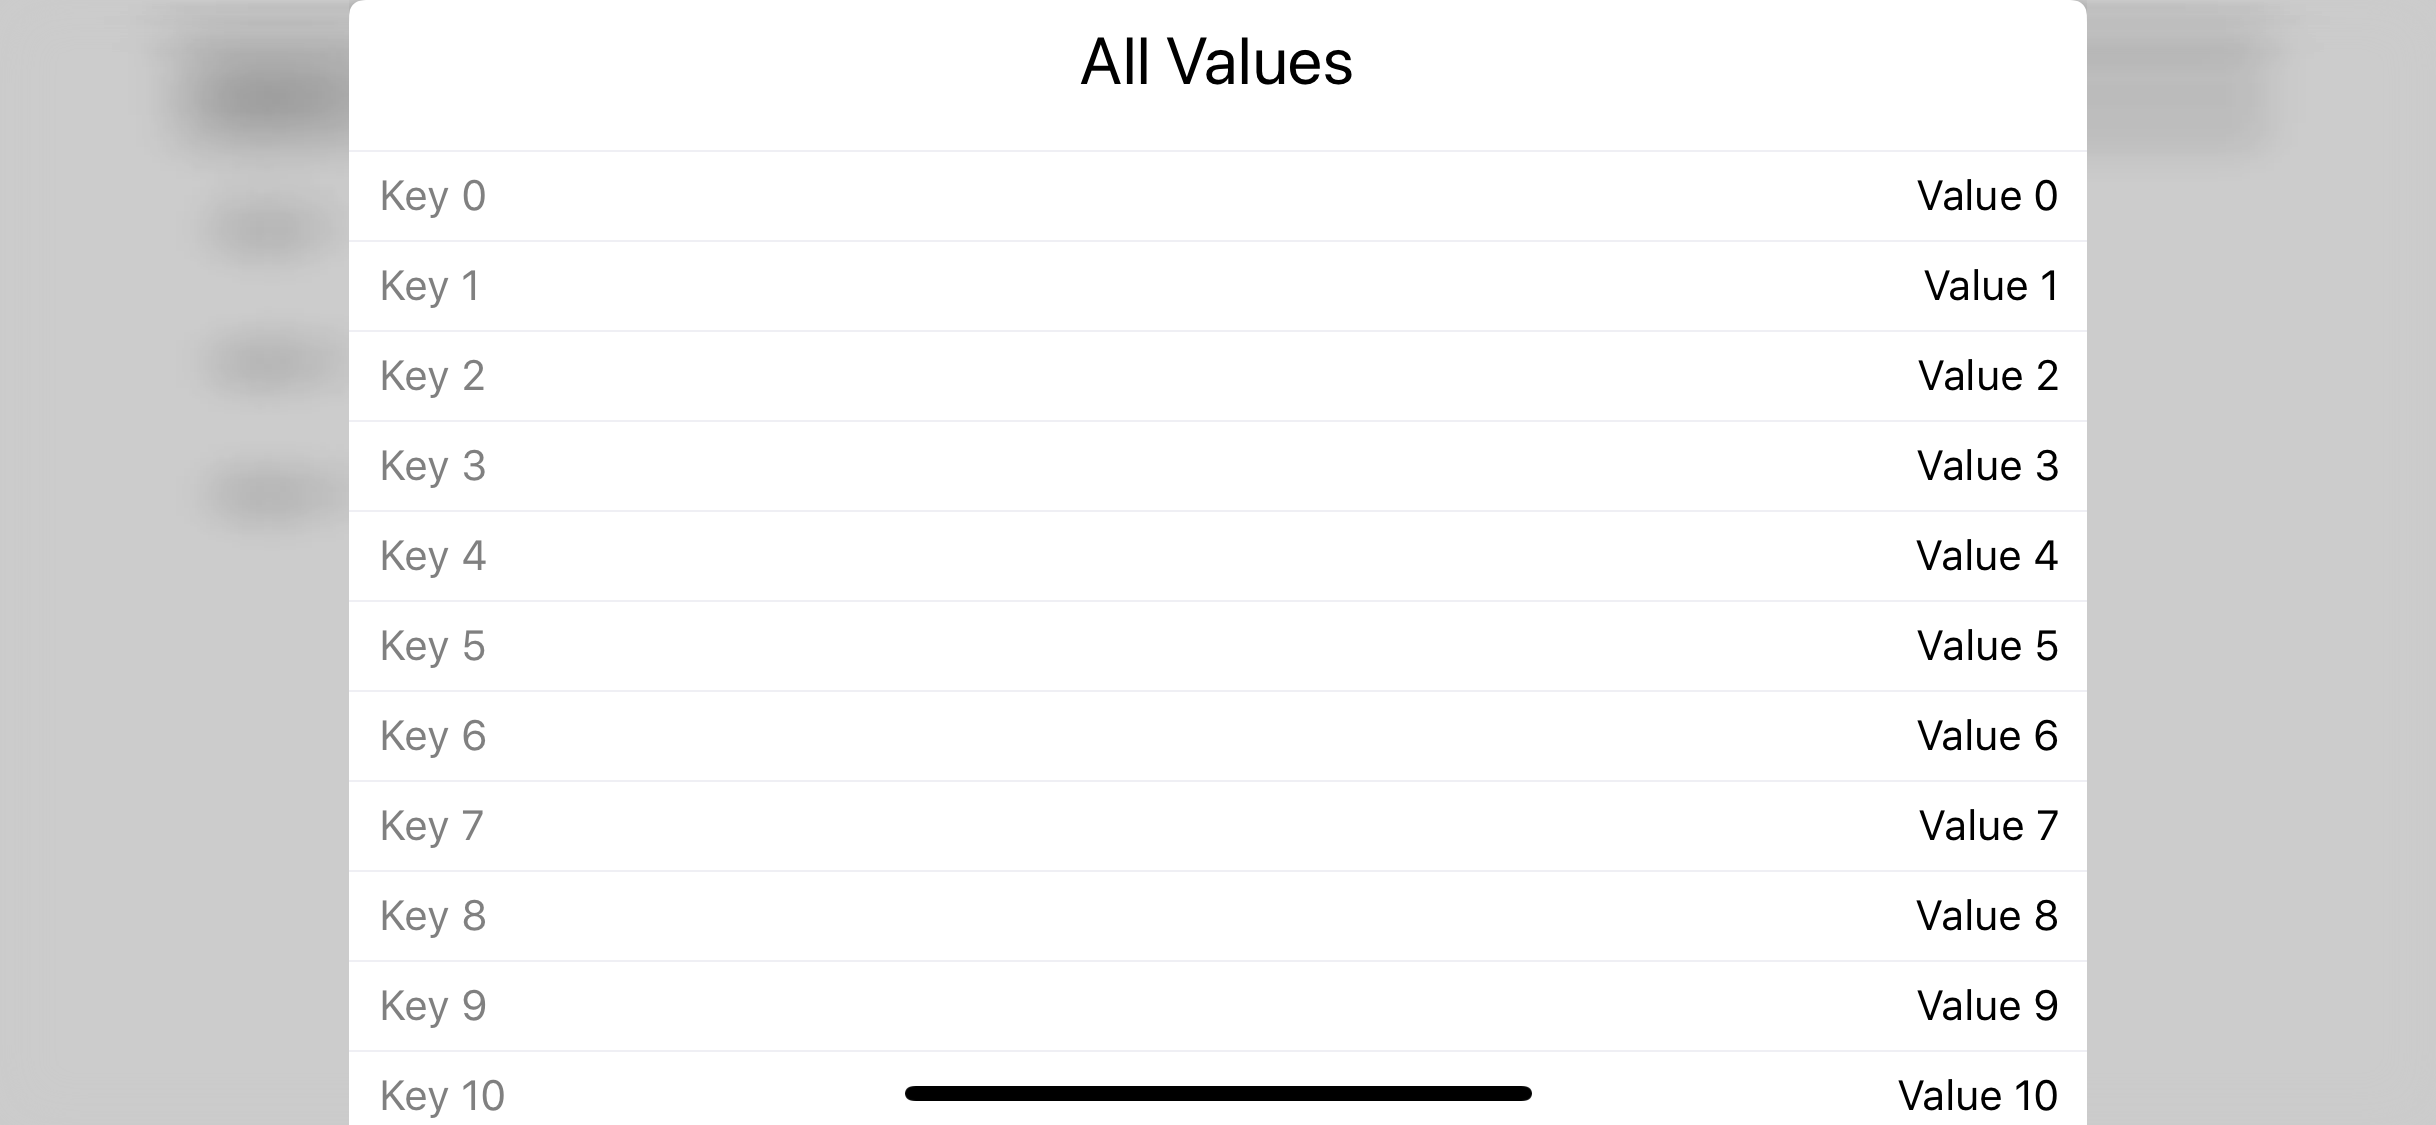 All Values
Key 0 Value 0
Key 1 Value 1
Key 2 Value 2
Key 3 Value 3
Key 4 Value 4
Key 5 Value 5
Key 6 Value 6
Key 7 Value 7
Key 8 Value 8
Key 9 Value 9
Key 10 Value 10